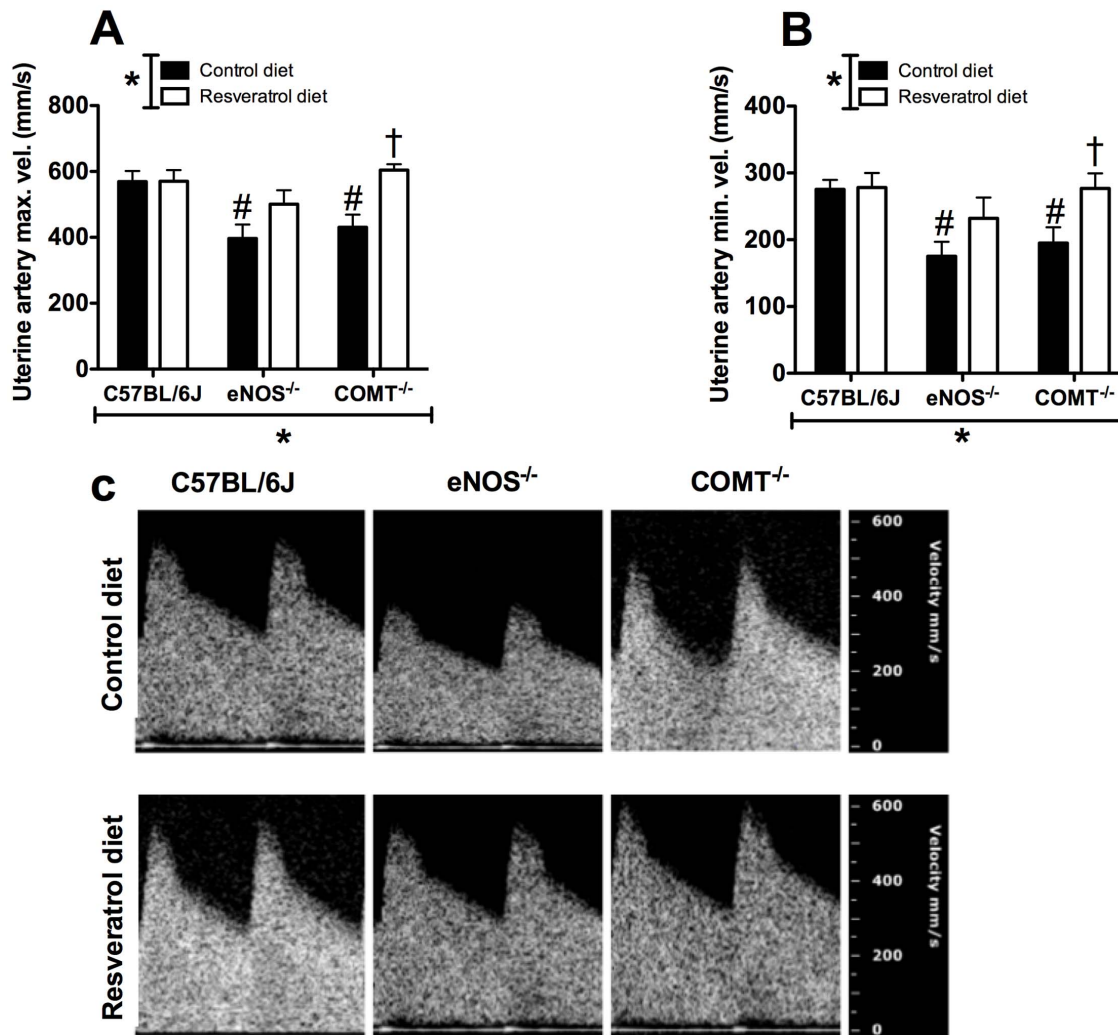 A
*
Control diet
Resveratrol diet
Uterine artery max. vel. (mm/s)
800
600
400
200
0
#
#
†
C57BL/6J eNOS-/- COMT-/-
*
B
*
Control diet
Resveratrol diet
Uterine artery min. vel. (mm/s)
400
300
200
100
0
#
#
†
C57BL/6J eNOS-/- COMT-/-
*
c
C57BL/6J eNOS-/- COMT-/-
Control diet
600
400
200
0
Velocity mm/s
Resveratrol diet
600
400
200
0
Velocity mm/s